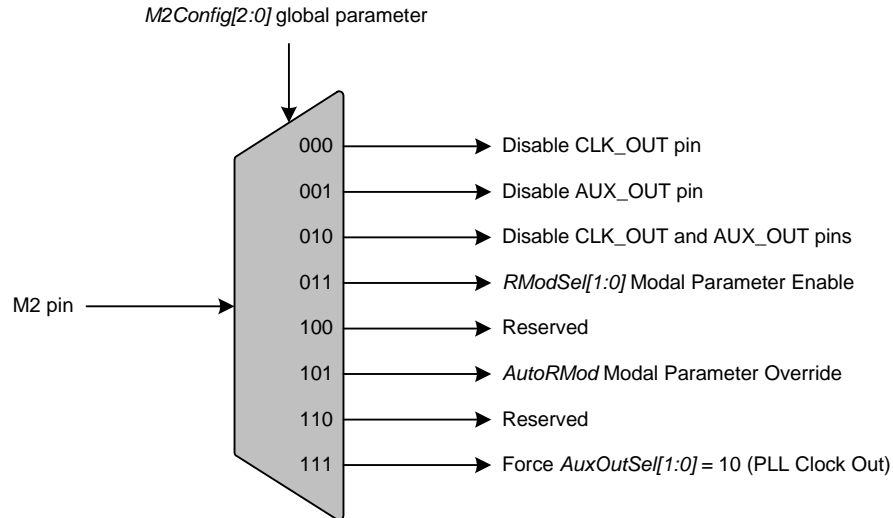 M2Config[2:0] global parameter
000 Disable CLK_OUT pin
001 Disable AUX_OUT pin
010 Disable CLK_OUT and AUX_OUT pins
011 RModSel[1:0] Modal Parameter Enable
M2 pin
100 Reserved
101 AutoRMod Modal Parameter Override
110 Reserved
111 Force AuxOutSel[1:0] = 10 (PLL Clock Out)